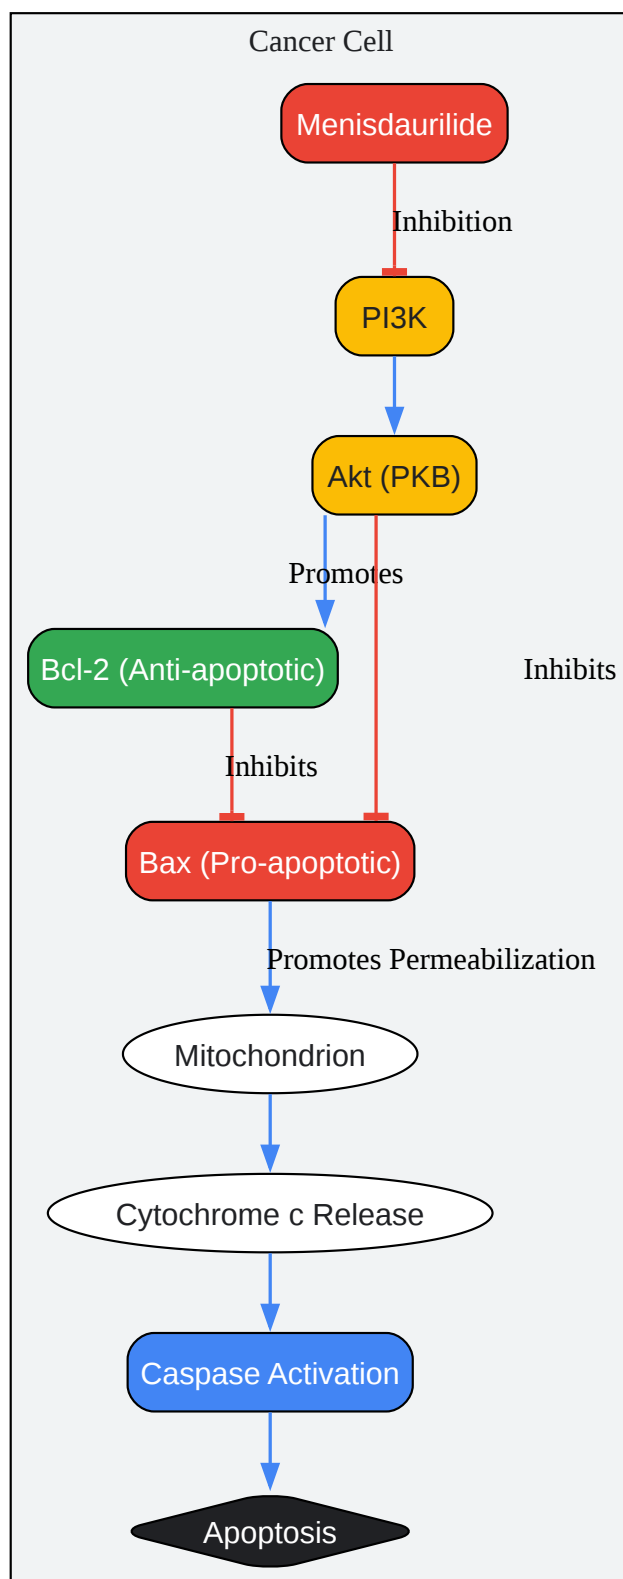 Cancer Cell
Menisdaurilide
Inhibition
PI3K
Akt (PKB)
Promotes
Bcl-2 (Anti-apoptotic)
Inhibits
Inhibits
Bax (Pro-apoptotic)
Promotes Permeabilization
Mitochondrion
Cytochrome c Release
Caspase Activation
Apoptosis